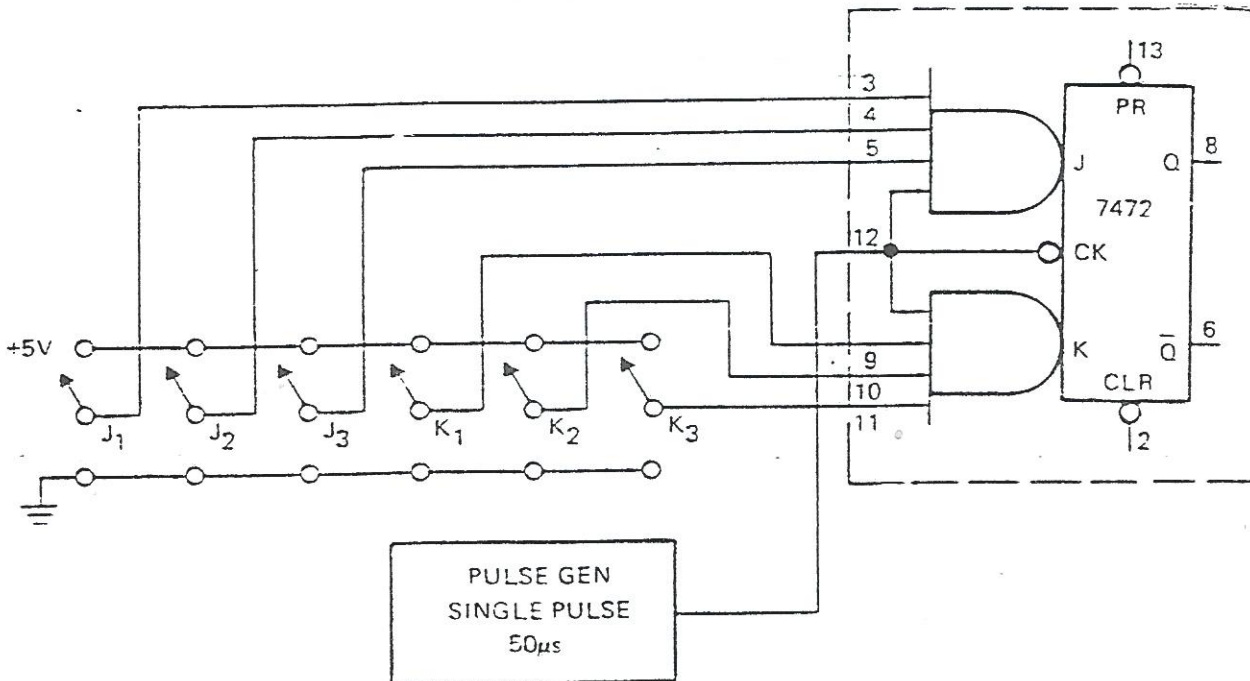 13
3
PR
4
5
J
Q
8
7472
12
CK
+5V
K
Q̅
6
9
CLR
10
J1
J2
J3
K1
K2
K3
11
2
PULSE GEN
SINGLE PULSE
50µs